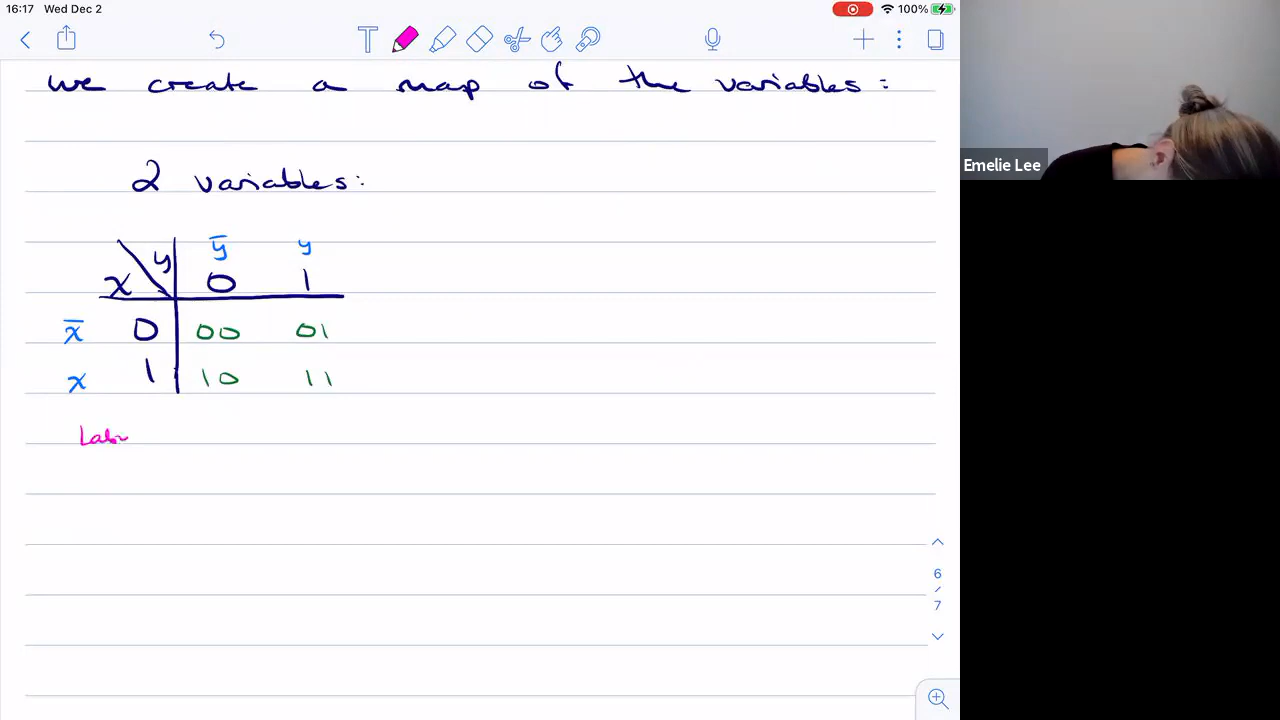 16:17 Wed Dec 2
100%
we create a map of the variables:
Emelie Lee
2 variables:
y̅ y
x y 0 1
x̅ 0 00 01
x 1 10 11
Labe
6
/
7